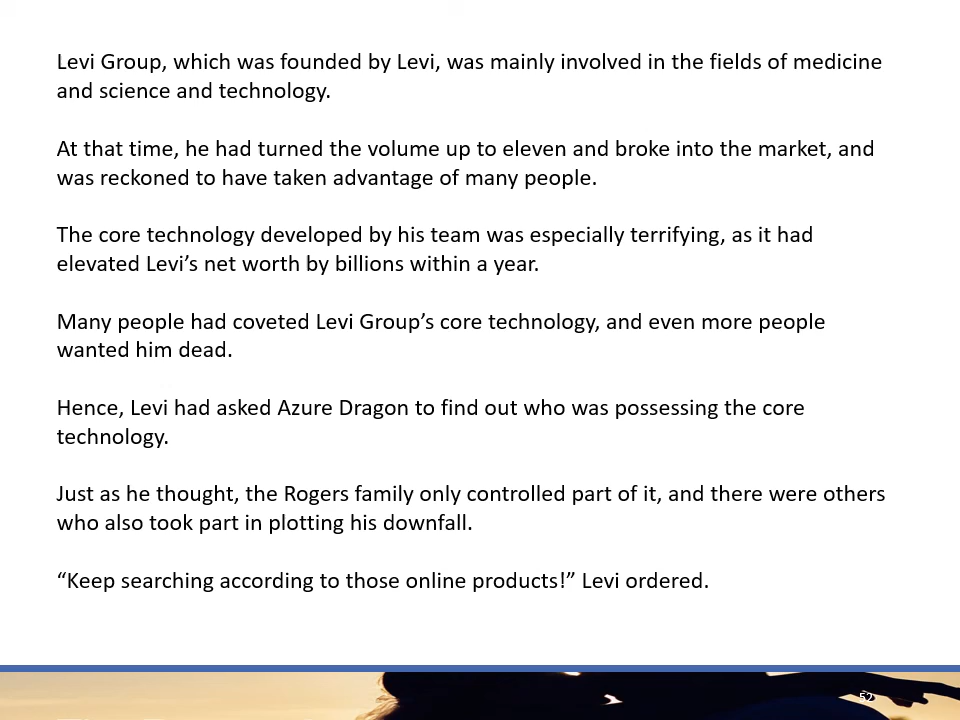 Levi Group, which was founded by Levi, was mainly involved in the fields of medicine
and science and technology.
At that time, he had turned the volume up to eleven and broke into the market, and
was reckoned to have taken advantage of many people.
The core technology developed by his team was especially terrifying, as it had
elevated Levi’s net worth by billions within a year.
Many people had coveted Levi Group’s core technology, and even more people
wanted him dead.
Hence, Levi had asked Azure Dragon to find out who was possessing the core
technology.
Just as he thought, the Rogers family only controlled part of it, and there were others
who also took part in plotting his downfall.
“Keep searching according to those online products!” Levi ordered.
52